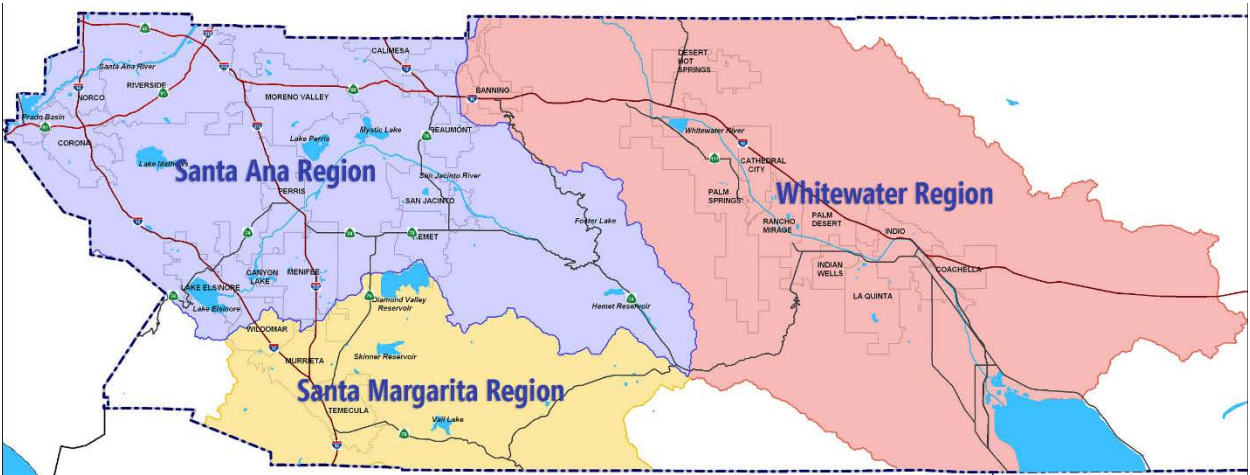 CALIMESA
Santa Ana River
RIVERSIDE
NORCO
MORENO VALLEY
BANNING
DESERT
HOT
SPRINGS
Prado Basin
CORONA
Lake Perris
Mystic Lake
BEAUMONT
Whitewater River
Lake Mathews
Santa Ana Region
San Jacinto River
CATHEDRAL
CITY
PERRIS
SAN JACINTO
PALM
SPRINGS
Whitewater Region
Foster Lake
RANCHO
MIRAGE
PALM
DESERT
INDIO
HEMET
INDIAN
WELLS
COACHELLA
CANYON
LAKE
MENIFEE
LAKE ELSINORE
Lake Elsinore
Diamond Valley
Reservoir
Hemet Reservoir
LA QUINTA
WILDOMAR
MURRIETA
Skinner Reservoir
Santa Margarita Region
TEMECULA
Vail Lake